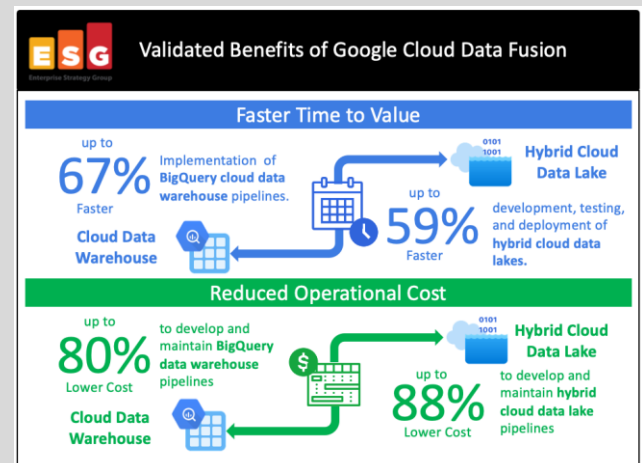 ESG
Enterprise Strategy Group
Validated Benefits of Google Cloud Data Fusion
Faster Time to Value
up to
67%
Faster
Implementation of
BigQuery cloud data
warehouse pipelines.
Cloud Data
Warehouse
0101
1001
Hybrid Cloud
Data Lake
up to
59%
Faster
development, testing,
and deployment of
hybrid cloud data
lakes.
Reduced Operational Cost
up to
80%
Lower Cost
to develop and
maintain BigQuery
data warehouse
pipelines
Cloud Data
Warehouse
$
0101
1001
Hybrid Cloud
Data Lake
up to
88%
Lower Cost
to develop and
maintain hybrid
cloud data lake
pipelines